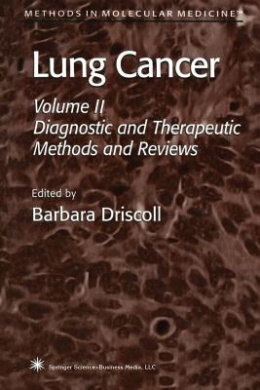 METHODS IN MOLECULAR MEDICINE™
Lung Cancer
Volume II
Diagnostic and Therapeutic
Methods and Reviews
Edited by
Barbara Driscoll
Springer Science+Business Media, LLC